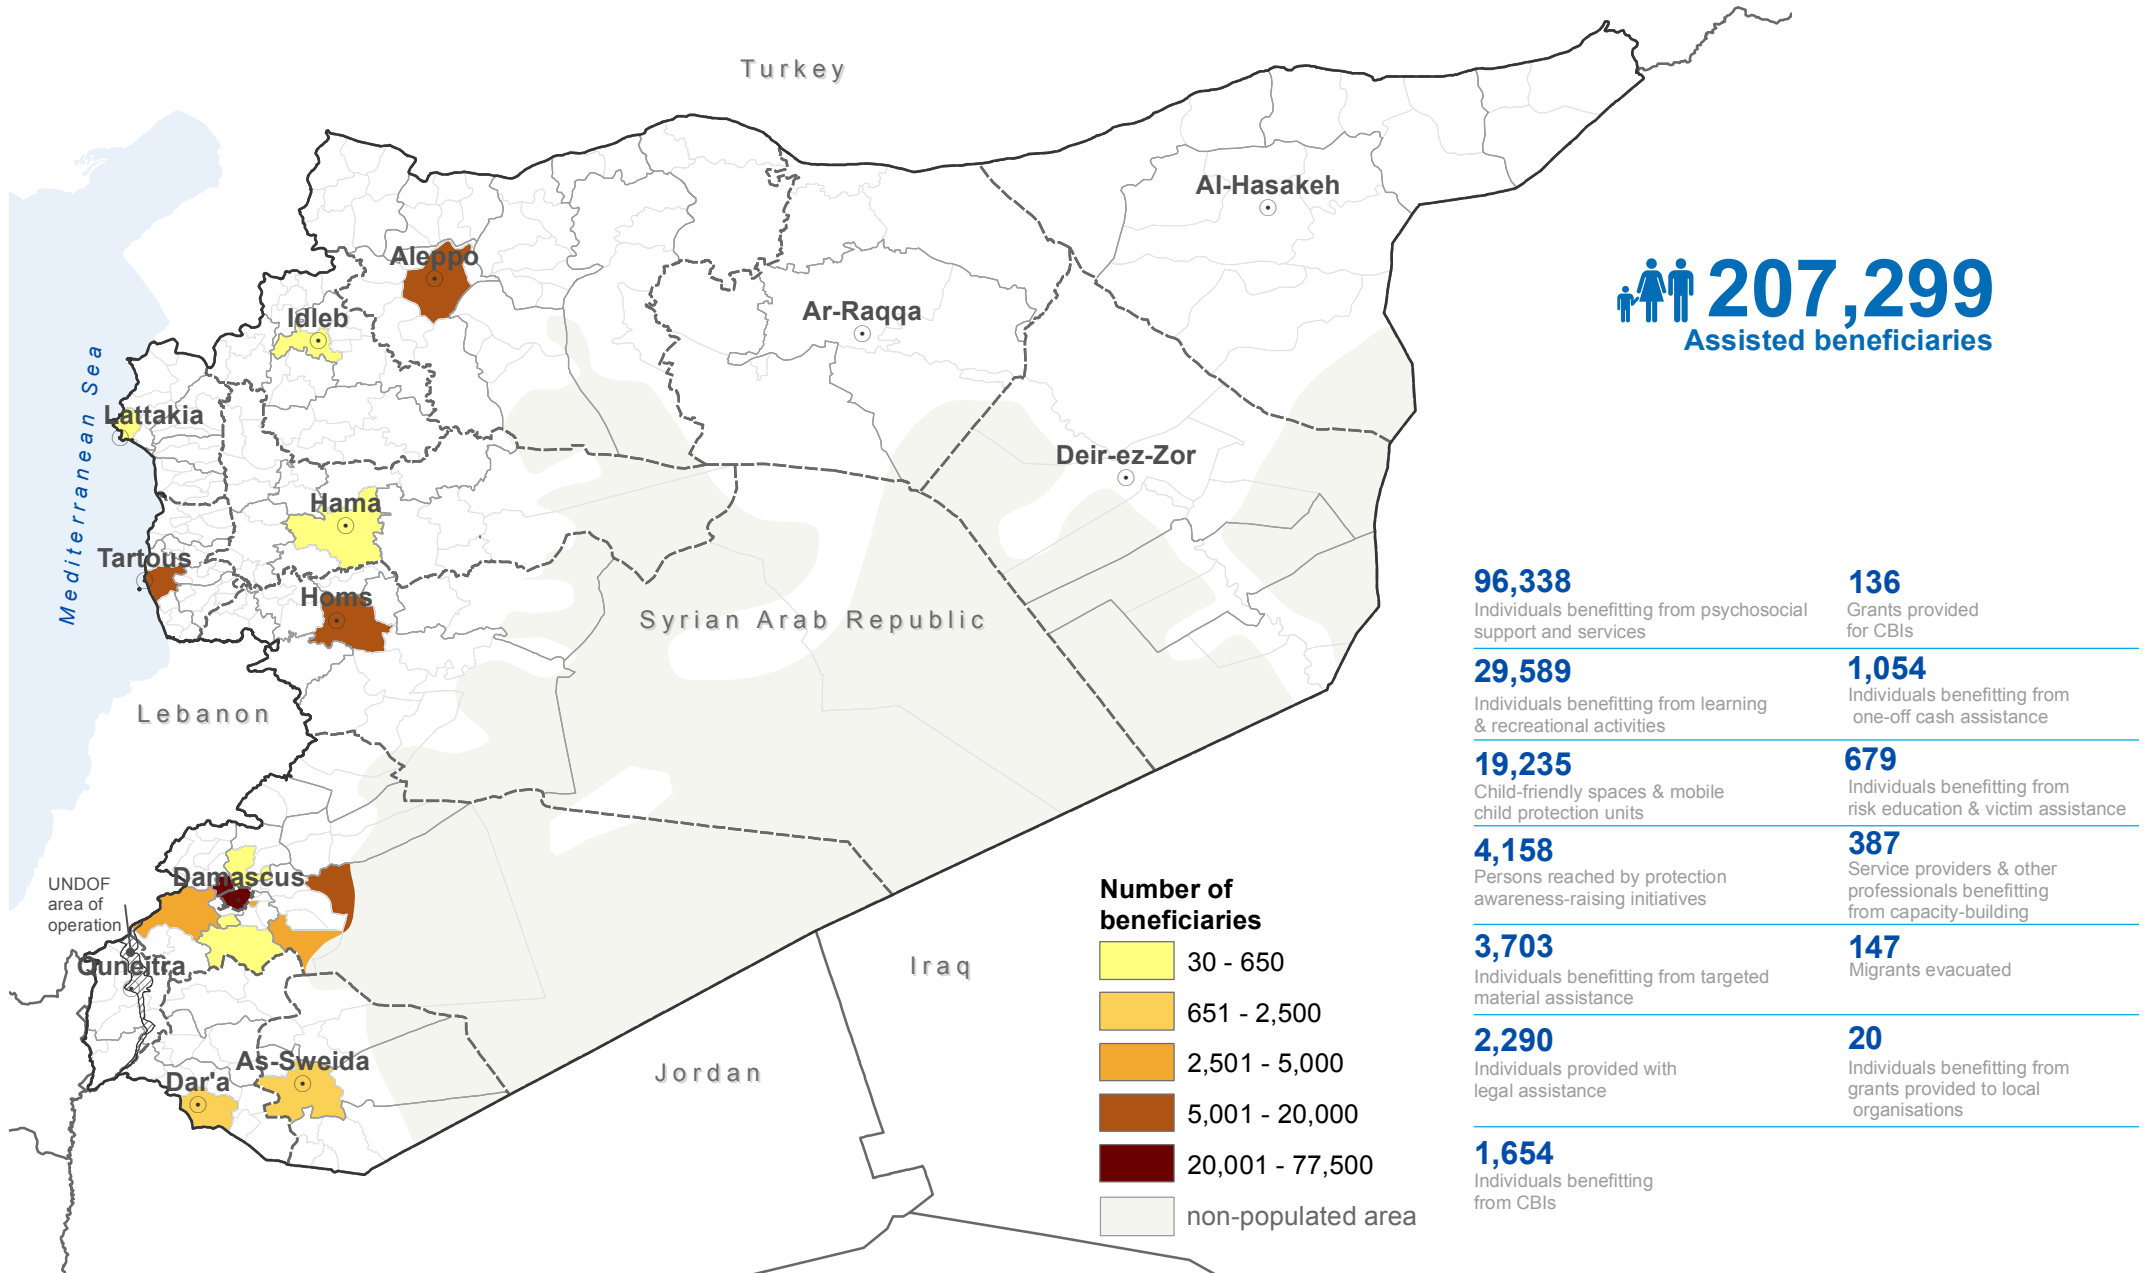 Turkey
Al-Hasakeh
Aleppo
Ar-Raqqa
Idleb
207,299
Assisted beneficiaries
Mediterranean Sea
Lattakia
Deir-ez-Zor
Hama
Tartous
Homs
Syrian Arab Republic
Lebanon
Damascus
UNDOF
area of
operation
Quneitra
Iraq
As-Sweida
Dar'a
Jordan
Number of
beneficiaries
30 - 650
651 - 2,500
2,501 - 5,000
5,001 - 20,000
20,001 - 77,500
non-populated area
96,338
Individuals benefitting from psychosocial
support and services
136
Grants provided
for CBIs
29,589
Individuals benefitting from learning
& recreational activities
1,054
Individuals benefitting from
one-off cash assistance
19,235
Child-friendly spaces & mobile
child protection units
679
Individuals benefitting from
risk education & victim assistance
4,158
Persons reached by protection
awareness-raising initiatives
387
Service providers & other
professionals benefitting
from capacity-building
3,703
Individuals benefitting from targeted
material assistance
147
Migrants evacuated
2,290
Individuals provided with
legal assistance
20
Individuals benefitting from
grants provided to local
organisations
1,654
Individuals benefitting
from CBIs